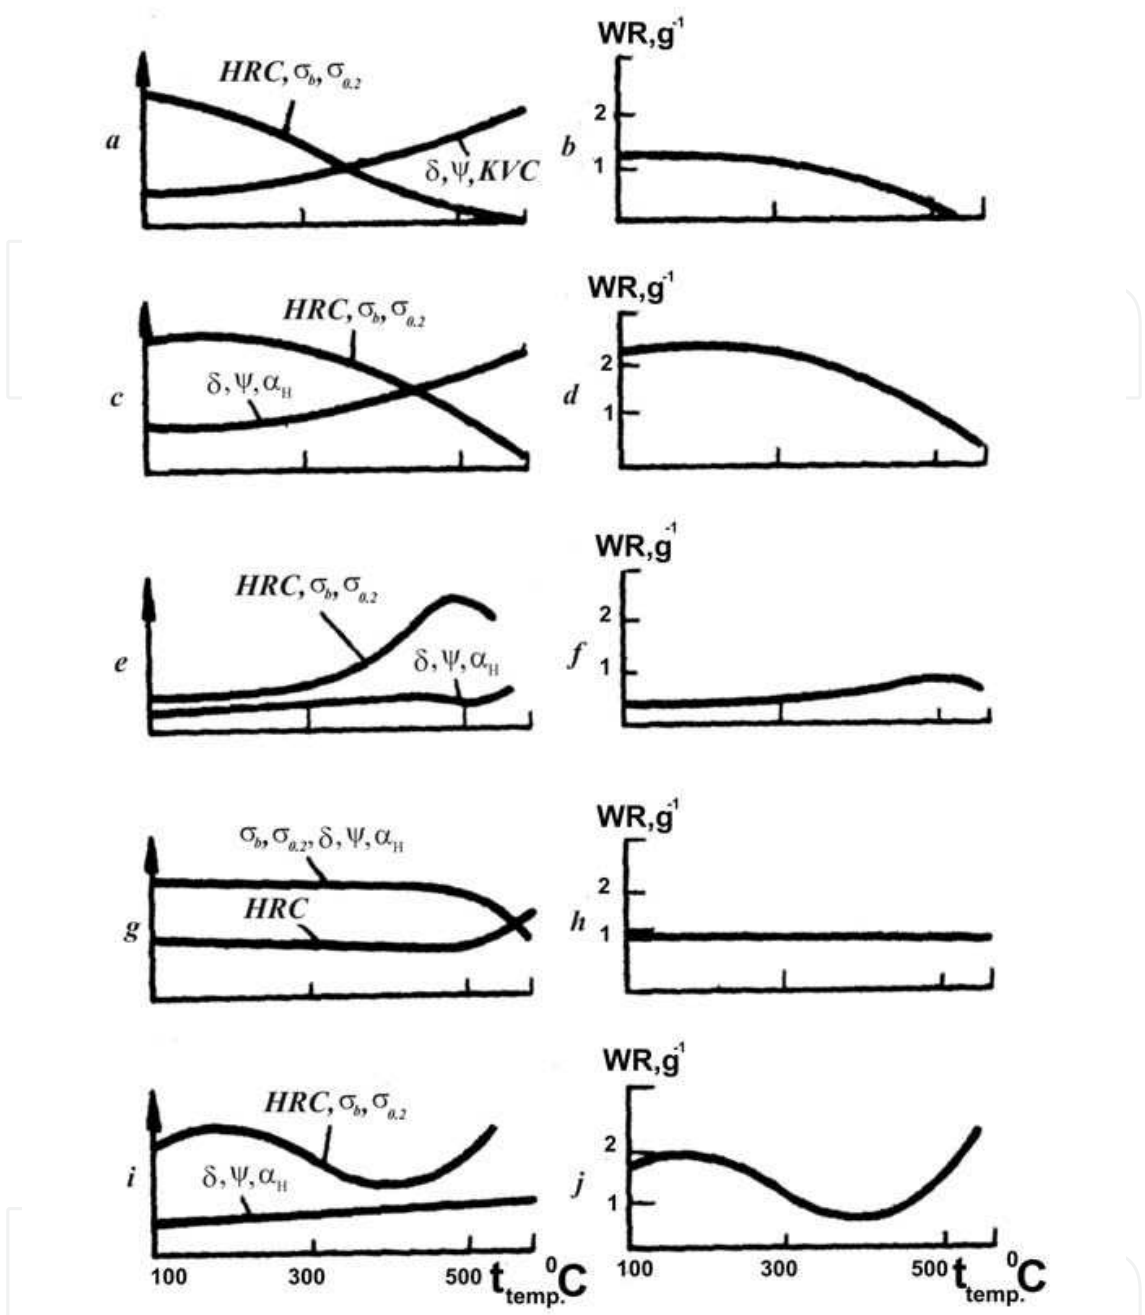 WR,g⁻¹
HRC, σb, σ0.2
a
δ, ψ, KVC
b
2
1
WR,g⁻¹
HRC, σb, σ0.2
c
δ, ψ, αH
d
2
1
WR,g⁻¹
HRC, σb, σ0.2
e
δ, ψ, αH
f
2
1
WR,g⁻¹
σb, σ0.2, δ, ψ, αH
g
HRC
h
2
1
WR,g⁻¹
HRC, σb, σ0.2
i
δ, ψ, αH
j
2
1
100 300 500 t temp. ⁰C
100 300 500 t temp. ⁰C